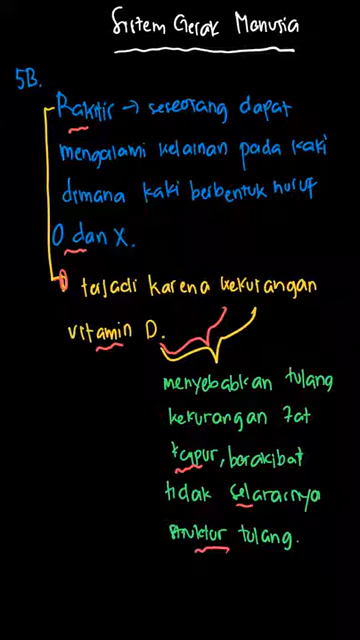 Sistem Gerak Manusia
5B.
Rakitis → seseorang dapat
mengalami kelainan pada kaki
dimana kaki berbentuk huruf
O dan X.
terjadi karena kekurangan
vitamin D.
menyebabkan tulang
kekurangan zat
kapur, berakibat
tidak selarasnya
struktur tulang.